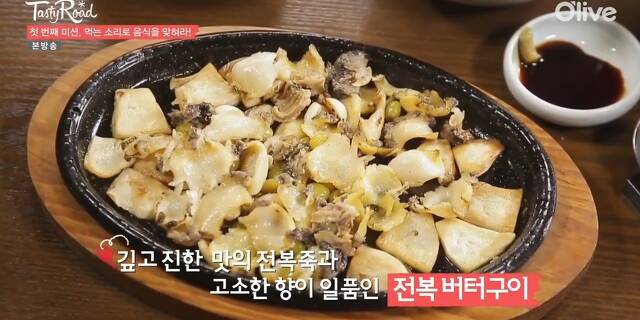 Tasty Road
Olive
첫 번째 미션, 먹는 소리로 음식을 맞혀라!
본방송
깊고 진한 맛의 전복죽과
고소한 향이 일품인 전복 버터구이